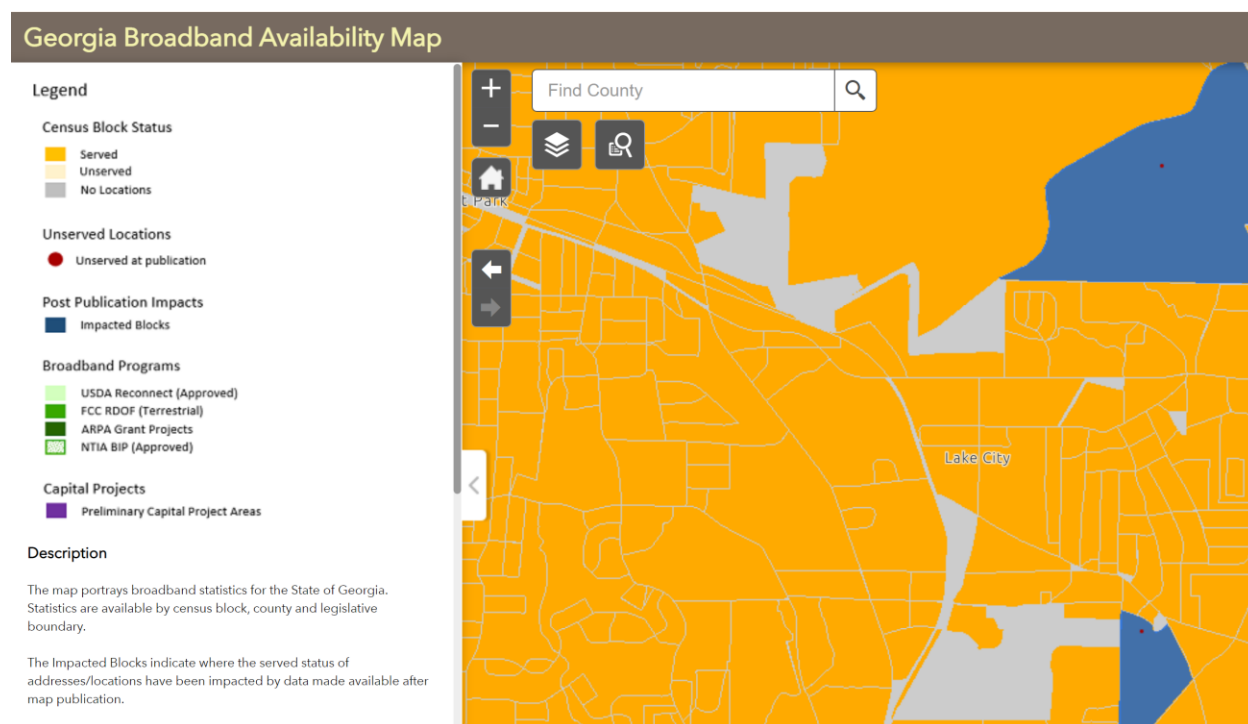 Georgia Broadband Availability Map
Legend
Census Block Status
Served
Unserved
No Locations
Unserved Locations
Unserved at publication
Post Publication Impacts
Impacted Blocks
Broadband Programs
USDA Reconnect (Approved)
FCC RDOF (Terrestrial)
ARPA Grant Projects
NTIA BIP (Approved)
Capital Projects
Preliminary Capital Project Areas
Description
The map portrays broadband statistics for the State of Georgia.
Statistics are available by census block, county and legislative
boundary.
The Impacted Blocks indicate where the served status of
addresses/locations have been impacted by data made available after
map publication.
+
Find County
−
t Park
Lake City